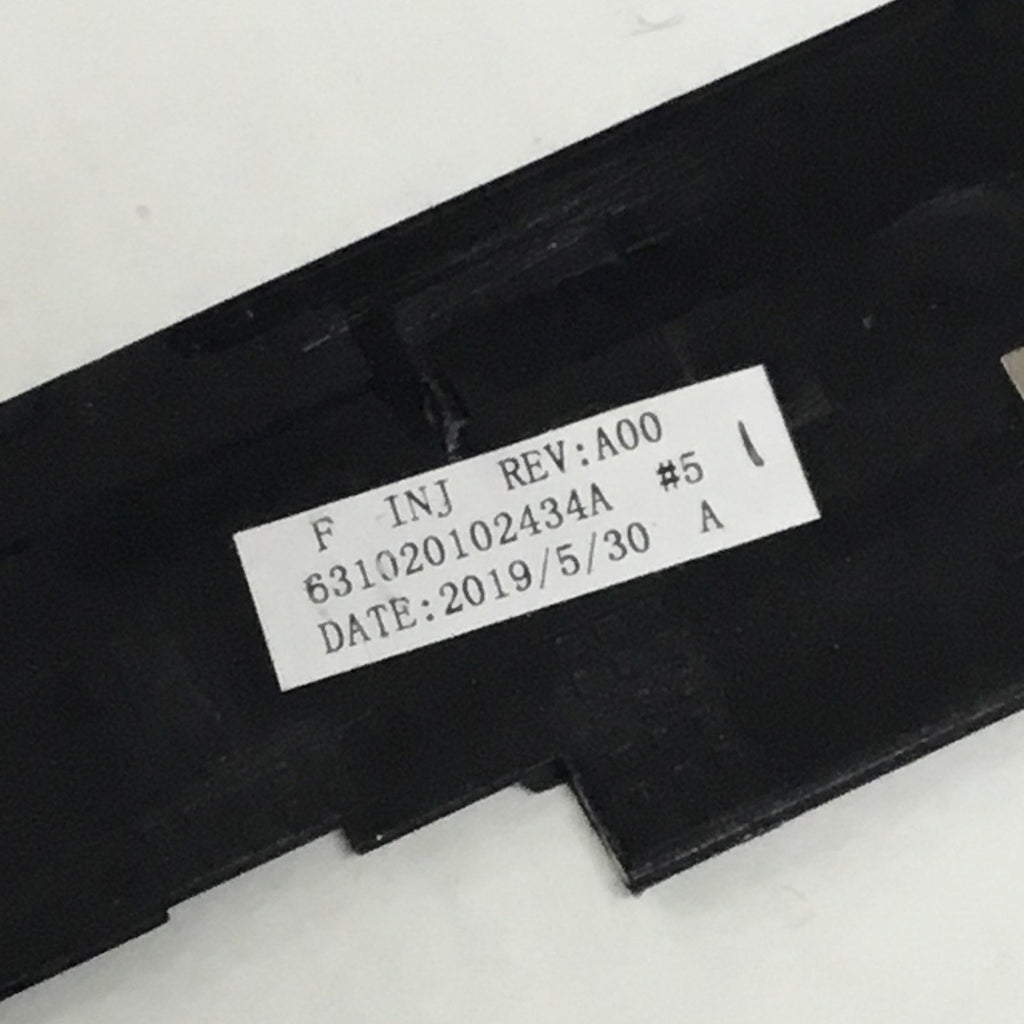 F INJ REV:A00
631020102434A #5
DATE:2019/5/30 A